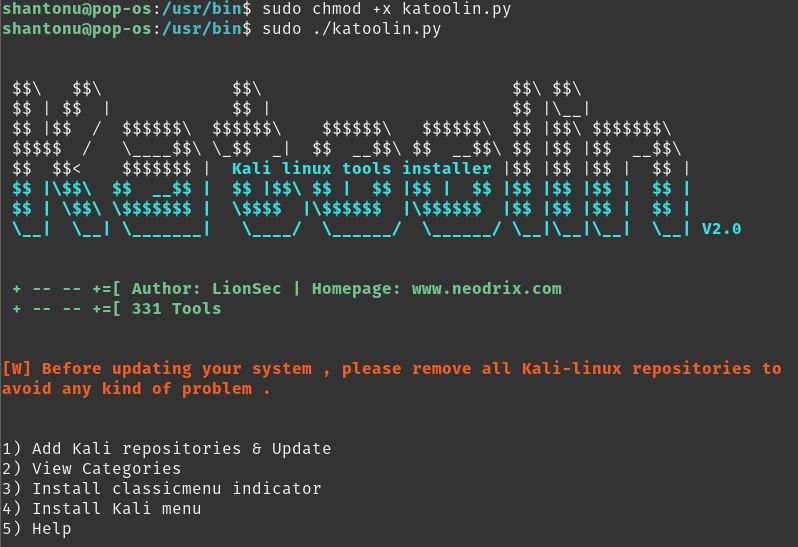 shantonu@pop-os:/usr/bin$ sudo chmod +x katoolin.py
shantonu@pop-os:/usr/bin$ sudo ./katoolin.py
 $$\   $$\             $$\                         $$\ $$\
 $$ | $$  |            $$ |                        $$ |\__|
 $$ |$$  /  $$$$$$\  $$$$$$\    $$$$$$\   $$$$$$\  $$ |$$\ $$$$$$$\
 $$$$$  /   \____$$\ \_$$  _|  $$  __$$\ $$  __$$\ $$ |$$ |$$  __$$\
 $$  $$<    $$$$$$$ |  Kali linux tools installer |$$ |$$ |$$ |  $$ |
 $$ |\$$\  $$  __$$ |  $$ |$$\ $$ |  $$ |$$ |  $$ |$$ |$$ |$$ |  $$ |
 $$ | \$$\ \$$$$$$$ |  \$$$$  |\$$$$$$  |\$$$$$$  |$$ |$$ |$$ |  $$ |
 \__|  \__| \_______|   \____/  \______/  \______/ \__|\__|\__|  \__| V2.0
 + -- -- +=[ Author: LionSec | Homepage: www.neodrix.com
 + -- -- +=[ 331 Tools
[W] Before updating your system , please remove all Kali-linux repositories to
avoid any kind of problem .
1) Add Kali repositories & Update
2) View Categories
3) Install classicmenu indicator
4) Install Kali menu
5) Help